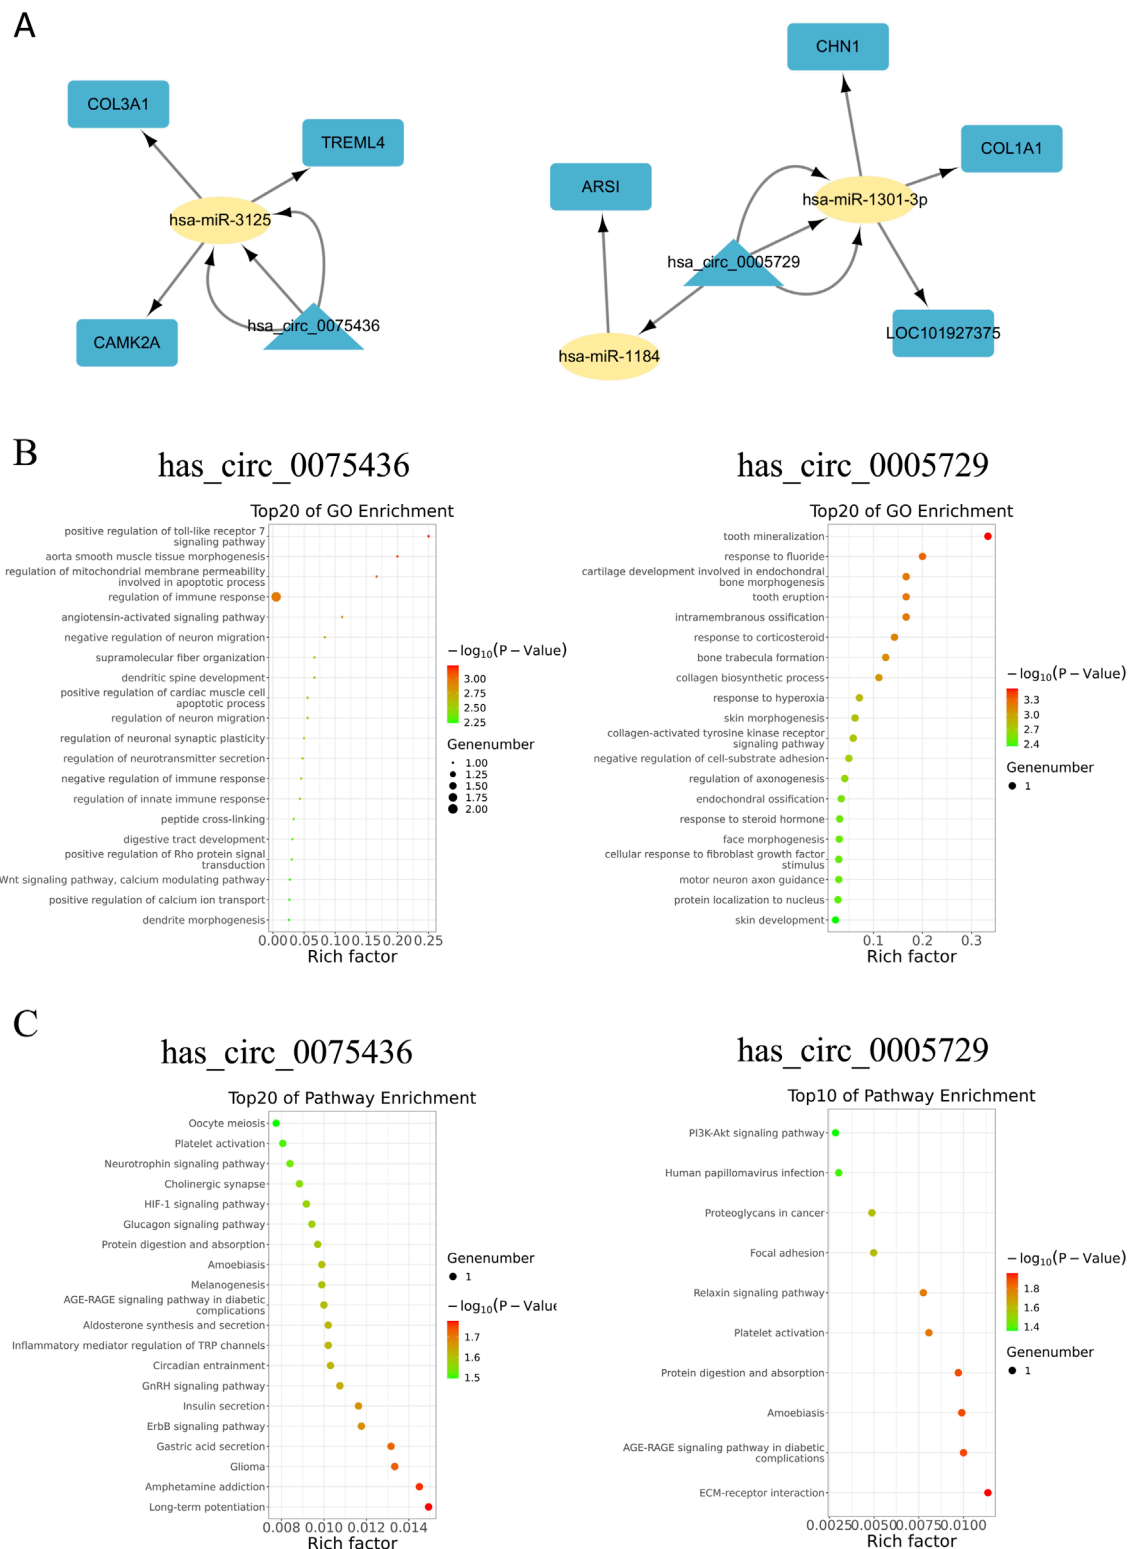 A
COL3A1
TREML4
hsa-miR-3125
CAMK2A
hsa_circ_0075436
CHN1
COL1A1
ARSI
hsa-miR-1301-3p
hsa_circ_0005729
LOC101927375
hsa-miR-1184
B
has_circ_0075436
Top20 of GO Enrichment
positive regulation of toll-like receptor 7
signaling pathway
aorta smooth muscle tissue morphogenesis
regulation of mitochondrial membrane permeability
involved in apoptotic process
regulation of immune response
angiotensin-activated signaling pathway
negative regulation of neuron migration
supramolecular fiber organization
dendritic spine development
positive regulation of cardiac muscle cell
apoptotic process
regulation of neuron migration
regulation of neuronal synaptic plasticity
regulation of neurotransmitter secretion
negative regulation of immune response
regulation of innate immune response
peptide cross-linking
digestive tract development
positive regulation of Rho protein signal
transduction
Wnt signaling pathway, calcium modulating pathway
positive regulation of calcium ion transport
dendrite morphogenesis
0.00 0.05 0.10 0.15 0.20 0.25
Rich factor
−log10(P−Value)
3.00
2.75
2.50
2.25
Genenumber
1.00
1.25
1.50
1.75
2.00
has_circ_0005729
Top20 of GO Enrichment
tooth mineralization
response to fluoride
cartilage development involved in endochondral
bone morphogenesis
tooth eruption
intramembranous ossification
response to corticosteroid
bone trabecula formation
collagen biosynthetic process
response to hyperoxia
skin morphogenesis
collagen-activated tyrosine kinase receptor
signaling pathway
negative regulation of cell-substrate adhesion
regulation of axonogenesis
endochondral ossification
response to steroid hormone
face morphogenesis
cellular response to fibroblast growth factor
stimulus
motor neuron axon guidance
protein localization to nucleus
skin development
0.1 0.2 0.3
Rich factor
−log10(P−Value)
3.3
3.0
2.7
2.4
Genenumber
1
C
has_circ_0075436
Top20 of Pathway Enrichment
Oocyte meiosis
Platelet activation
Neurotrophin signaling pathway
Cholinergic synapse
HIF-1 signaling pathway
Glucagon signaling pathway
Protein digestion and absorption
Amoebiasis
Melanogenesis
AGE-RAGE signaling pathway in diabetic
complications
Aldosterone synthesis and secretion
Inflammatory mediator regulation of TRP channels
Circadian entrainment
GnRH signaling pathway
Insulin secretion
ErbB signaling pathway
Gastric acid secretion
Glioma
Amphetamine addiction
Long-term potentiation
0.008 0.010 0.012 0.014
Rich factor
Genenumber
1
−log10(P−Value
1.7
1.6
1.5
has_circ_0005729
Top10 of Pathway Enrichment
PI3K-Akt signaling pathway
Human papillomavirus infection
Proteoglycans in cancer
Focal adhesion
Relaxin signaling pathway
Platelet activation
Protein digestion and absorption
Amoebiasis
AGE-RAGE signaling pathway in diabetic
complications
ECM-receptor interaction
0.0025 0.0050 0.0075 0.0100
Rich factor
−log10(P−Value)
1.8
1.6
1.4
Genenumber
1